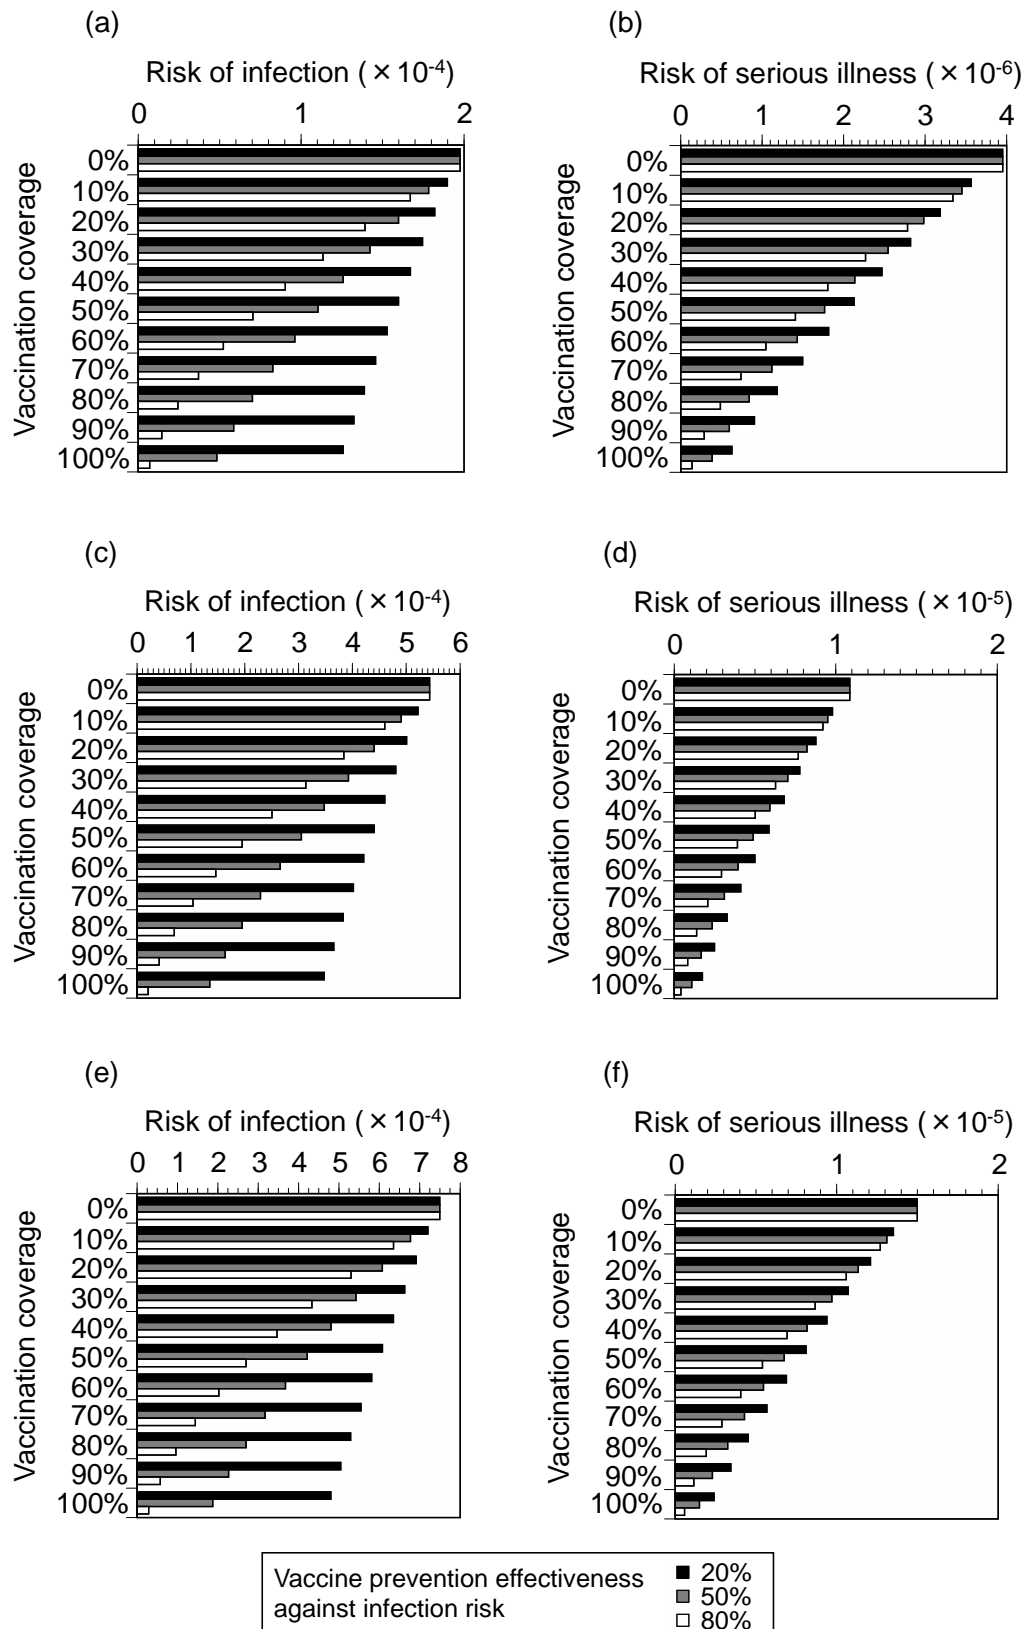 (a)
Risk of infection (×10-4)
0 1 2
Vaccination coverage
0%
10%
20%
30%
40%
50%
60%
70%
80%
90%
100%
(b)
Risk of serious illness (×10-6)
0 1 2 3 4
Vaccination coverage
0%
10%
20%
30%
40%
50%
60%
70%
80%
90%
100%
(c)
Risk of infection (×10-4)
0 1 2 3 4 5 6
Vaccination coverage
0%
10%
20%
30%
40%
50%
60%
70%
80%
90%
100%
(d)
Risk of serious illness (×10-5)
0 1 2
Vaccination coverage
0%
10%
20%
30%
40%
50%
60%
70%
80%
90%
100%
(e)
Risk of infection (×10-4)
0 1 2 3 4 5 6 7 8
Vaccination coverage
0%
10%
20%
30%
40%
50%
60%
70%
80%
90%
100%
(f)
Risk of serious illness (×10-5)
0 1 2
Vaccination coverage
0%
10%
20%
30%
40%
50%
60%
70%
80%
90%
100%
Vaccine prevention effectiveness
against infection risk
20%
50%
80%